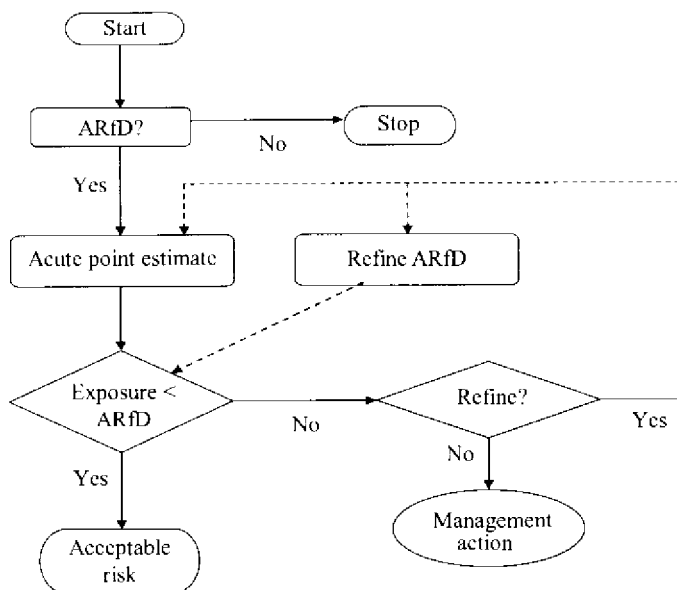 Start
ARfD?
No
Stop
Yes
Acute point estimate
Refine ARfD
Exposure <
ARfD
No
Refine?
Yes
Yes
No
Acceptable
risk
Management
action